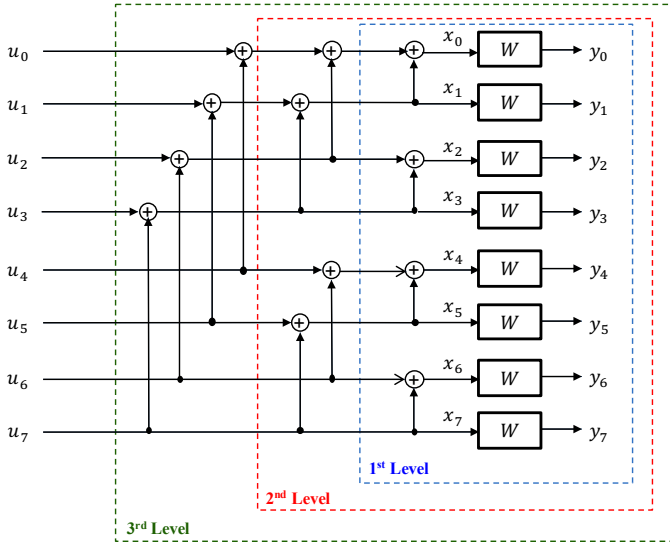 u₀ x₀ W y₀
u₁ x₁ W y₁
u₂ x₂ W y₂
u₃ x₃ W y₃
u₄ x₄ W y₄
u₅ x₅ W y₅
u₆ x₆ W y₆
u₇ x₇ W y₇
1st Level
2nd Level
3rd Level